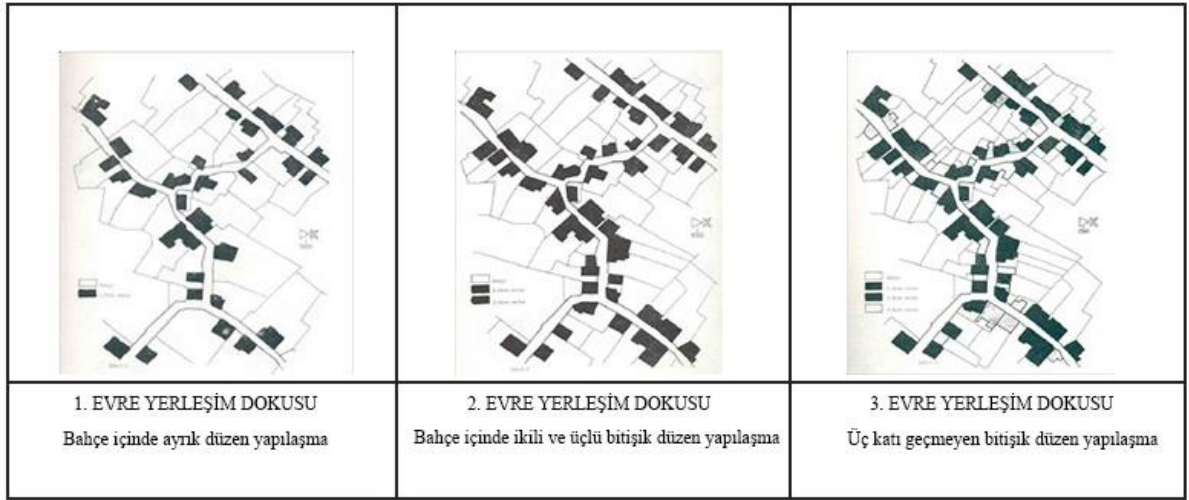 1. EVRE YERLEŞİM DOKUSU
Bahçe içinde ayrık düzen yapılaşma
2. EVRE YERLEŞİM DOKUSU
Bahçe içinde ikili ve üçlü bitişik düzen yapılaşma
3. EVRE YERLEŞİM DOKUSU
Üç katı geçmeyen bitişik düzen yapılaşma